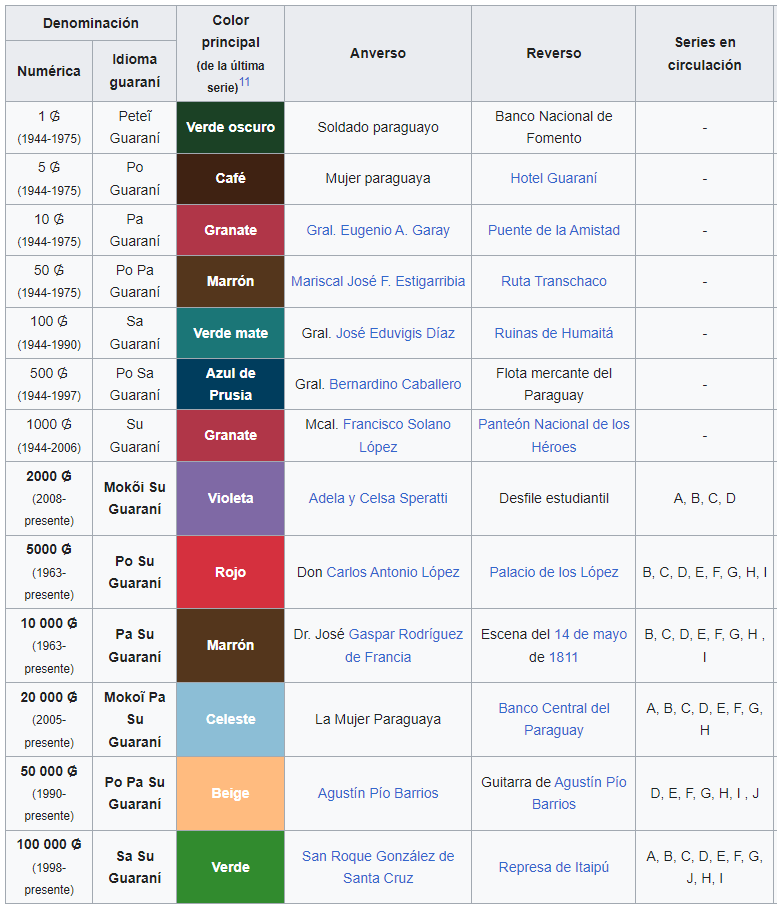 Denominación
Color
principal
(de la última
serie)11
Anverso
Reverso
Series en
circulación
Numérica
Idioma
guaraní
1 ₲
(1944-1975)
Peteĩ
Guaraní
Verde oscuro
Soldado paraguayo
Banco Nacional de
Fomento
-
5 ₲
(1944-1975)
Po
Guaraní
Café
Mujer paraguaya
Hotel Guaraní
-
10 ₲
(1944-1975)
Pa
Guaraní
Granate
Gral. Eugenio A. Garay
Puente de la Amistad
-
50 ₲
(1944-1975)
Po Pa
Guaraní
Marrón
Mariscal José F. Estigarribia
Ruta Transchaco
-
100 ₲
(1944-1990)
Sa
Guaraní
Verde mate
Gral. José Eduvigis Díaz
Ruinas de Humaitá
-
500 ₲
(1944-1997)
Po Sa
Guaraní
Azul de
Prusia
Gral. Bernardino Caballero
Flota mercante del
Paraguay
-
1000 ₲
(1944-2006)
Su
Guaraní
Granate
Mcal. Francisco Solano
López
Panteón Nacional de los
Héroes
-
2000 ₲
(2008-
presente)
Mokõi Su
Guaraní
Violeta
Adela y Celsa Speratti
Desfile estudiantil
A, B, C, D
5000 ₲
(1963-
presente)
Po Su
Guaraní
Rojo
Don Carlos Antonio López
Palacio de los López
B, C, D, E, F, G, H, I
10 000 ₲
(1963-
presente)
Pa Su
Guaraní
Marrón
Dr. José Gaspar Rodríguez
de Francia
Escena del 14 de mayo
de 1811
B, C, D, E, F, G, H ,
I
20 000 ₲
(2005-
presente)
Mokoĩ Pa
Su
Guaraní
Celeste
La Mujer Paraguaya
Banco Central del
Paraguay
A, B, C, D, E, F, G,
H
50 000 ₲
(1990-
presente)
Po Pa Su
Guaraní
Beige
Agustín Pío Barrios
Guitarra de Agustín Pío
Barrios
D, E, F, G, H, I , J
100 000 ₲
(1998-
presente)
Sa Su
Guaraní
Verde
San Roque González de
Santa Cruz
Represa de Itaipú
A, B, C, D, E, F, G,
J, H, I